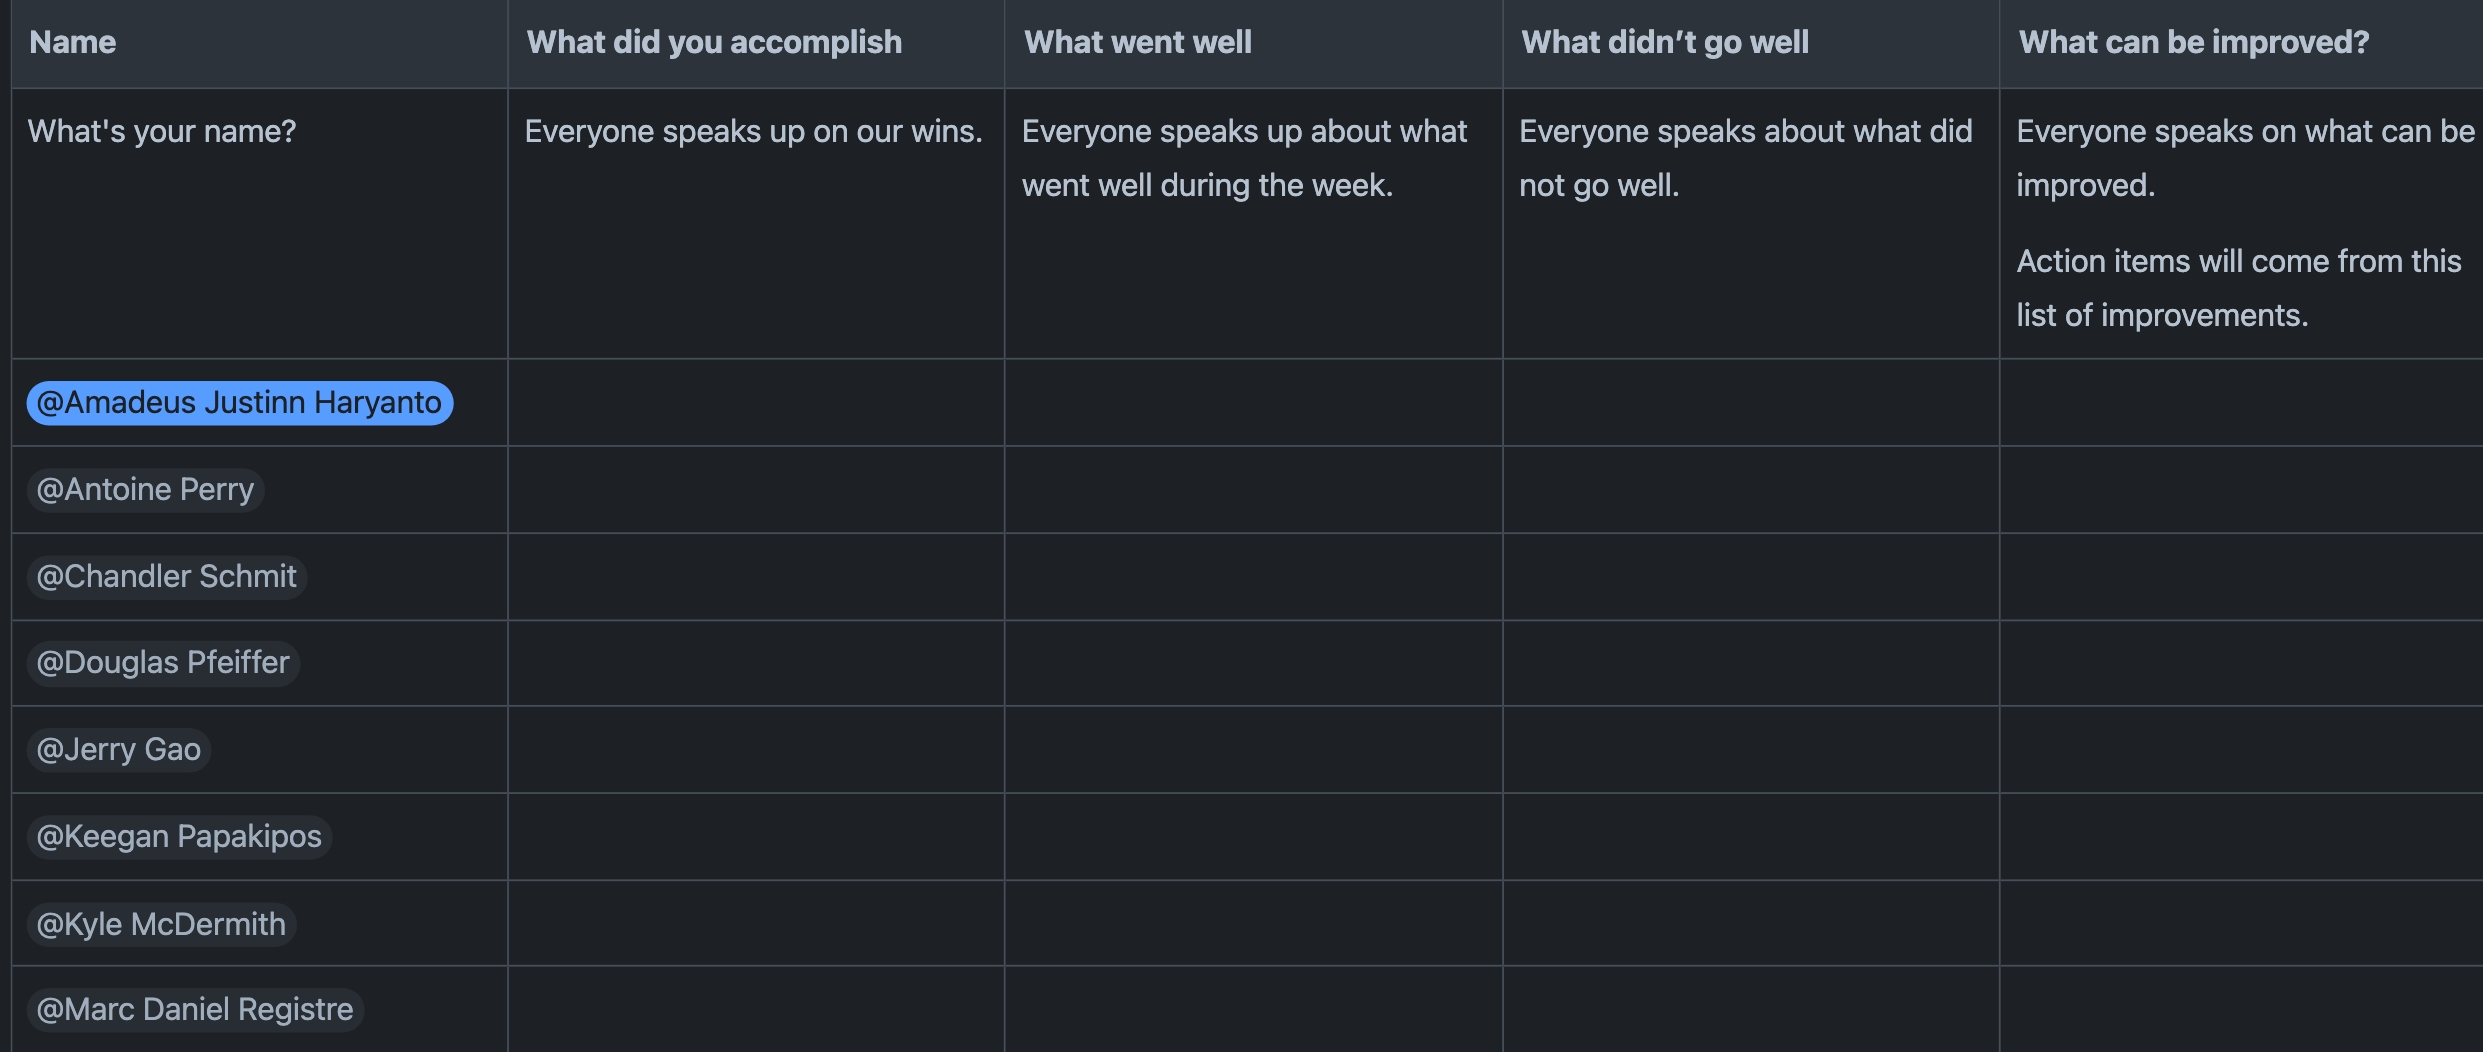 Name
What did you accomplish
What went well
What didn’t go well
What can be improved?
What's your name?
Everyone speaks up on our wins.
Everyone speaks up about what
went well during the week.
Everyone speaks about what did
not go well.
Everyone speaks on what can be
improved.
Action items will come from this
list of improvements.
@Amadeus Justinn Haryanto
@Antoine Perry
@Chandler Schmit
@Douglas Pfeiffer
@Jerry Gao
@Keegan Papakipos
@Kyle McDermith
@Marc Daniel Registre